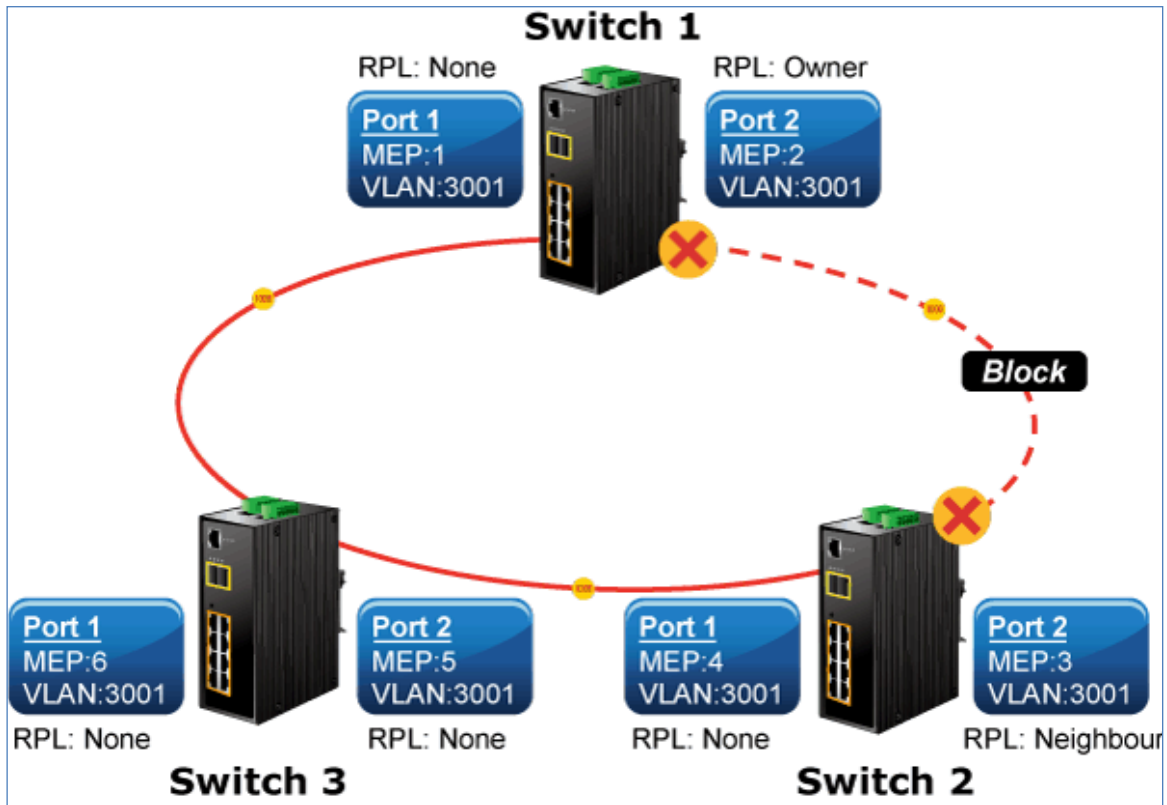 Switch 1
RPL: None
RPL: Owner
Port 1
MEP:1
VLAN:3001
Port 2
MEP:2
VLAN:3001
Block
Port 1
MEP:6
VLAN:3001
RPL: None
Port 2
MEP:5
VLAN:3001
RPL: None
Switch 3
Port 1
MEP:4
VLAN:3001
RPL: None
Port 2
MEP:3
VLAN:3001
RPL: Neighbour
Switch 2